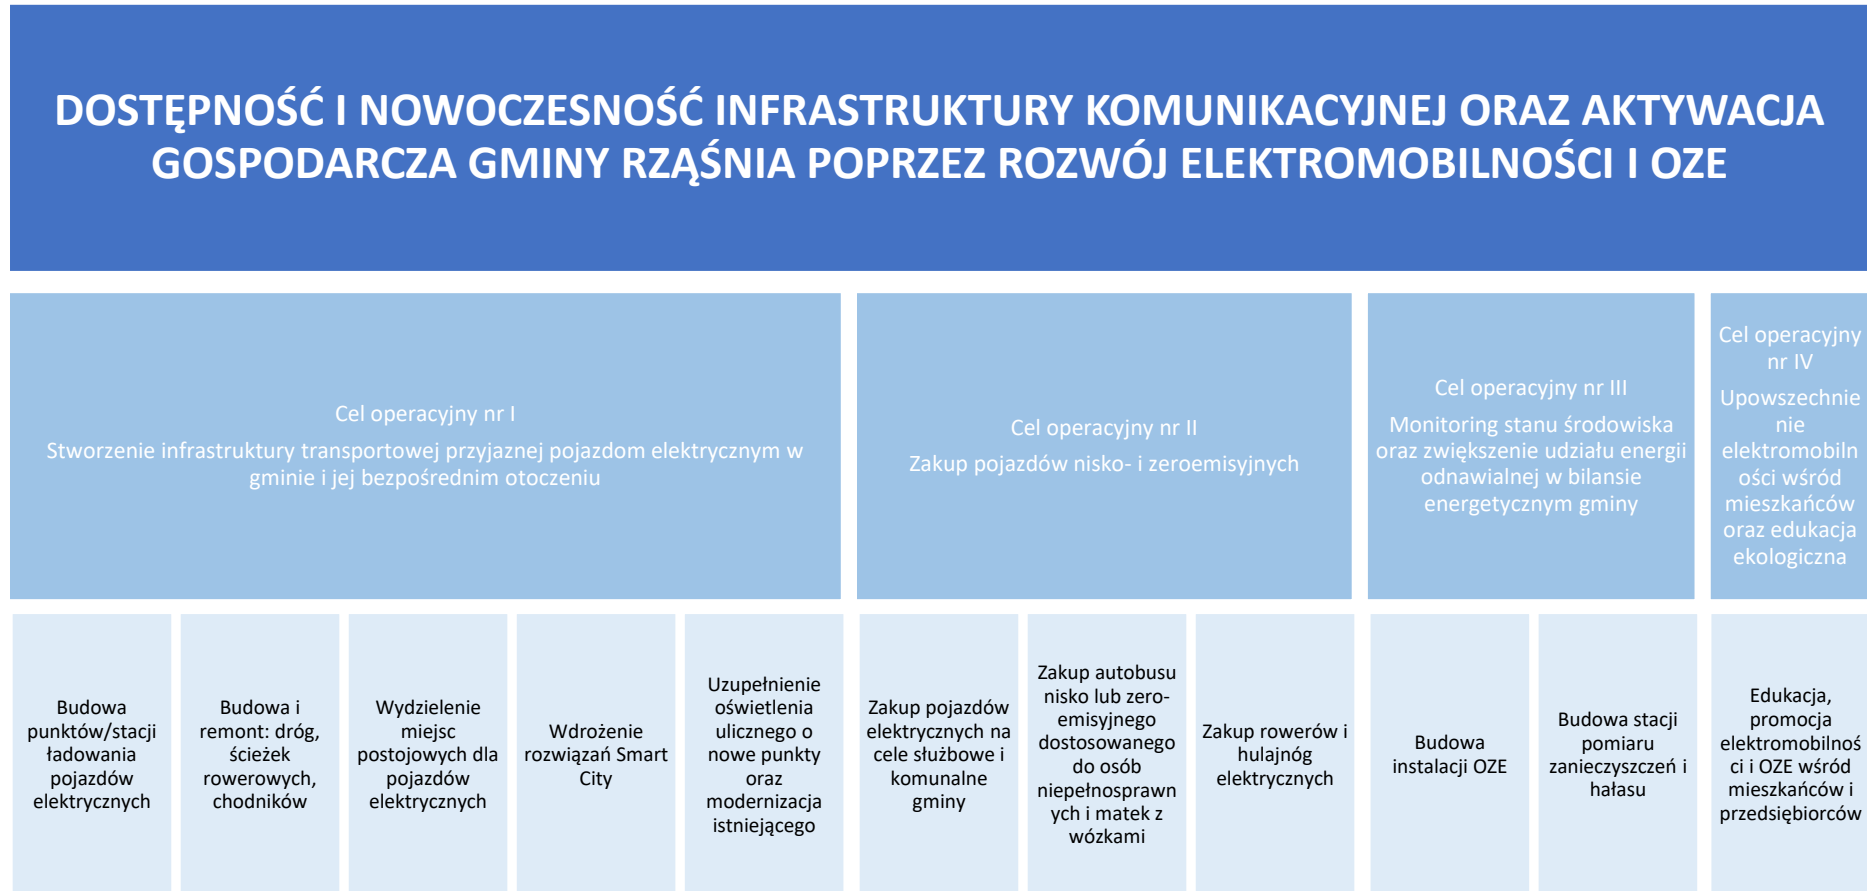 DOSTĘPNOŚĆ I NOWOCZESNOŚĆ INFRASTRUKTURY KOMUNIKACYJNEJ ORAZ AKTYWACJA
GOSPODARCZA GMINY RZĄŚNIA POPRZEZ ROZWÓJ ELEKTROMOBILNOŚCI I OZE
Cel operacyjny nr I
Stworzenie infrastruktury transportowej przyjaznej pojazdom elektrycznym w
gminie i jej bezpośrednim otoczeniu
Cel operacyjny nr II
Zakup pojazdów nisko- i zeroemisyjnych
Cel operacyjny nr III
Monitoring stanu środowiska
oraz zwiększenie udziału energii
odnawialnej w bilansie
energetycznym gminy
Cel operacyjny
nr IV
Upowszechnie
nie
elektromobiln
ości wśród
mieszkańców
oraz edukacja
ekologiczna
Budowa
punktów/stacji
ładowania
pojazdów
elektrycznych
Budowa i
remont: dróg,
ścieżek
rowerowych,
chodników
Wydzielenie
miejsc
postojowych dla
pojazdów
elektrycznych
Wdrożenie
rozwiązań Smart
City
Uzupełnienie
oświetlenia
ulicznego o
nowe punkty
oraz
modernizacja
istniejącego
Zakup pojazdów
elektrycznych na
cele służbowe i
komunalne
gminy
Zakup autobusu
nisko lub zero-
emisyjnego
dostosowanego
do osób
niepełnosprawn
ych i matek z
wózkami
Zakup rowerów i
hulajnóg
elektrycznych
Budowa
instalacji OZE
Budowa stacji
pomiaru
zanieczyszczeń i
hałasu
Edukacja,
promocja
elektromobilnoś
ci i OZE wśród
mieszkańców i
przedsiębiorców